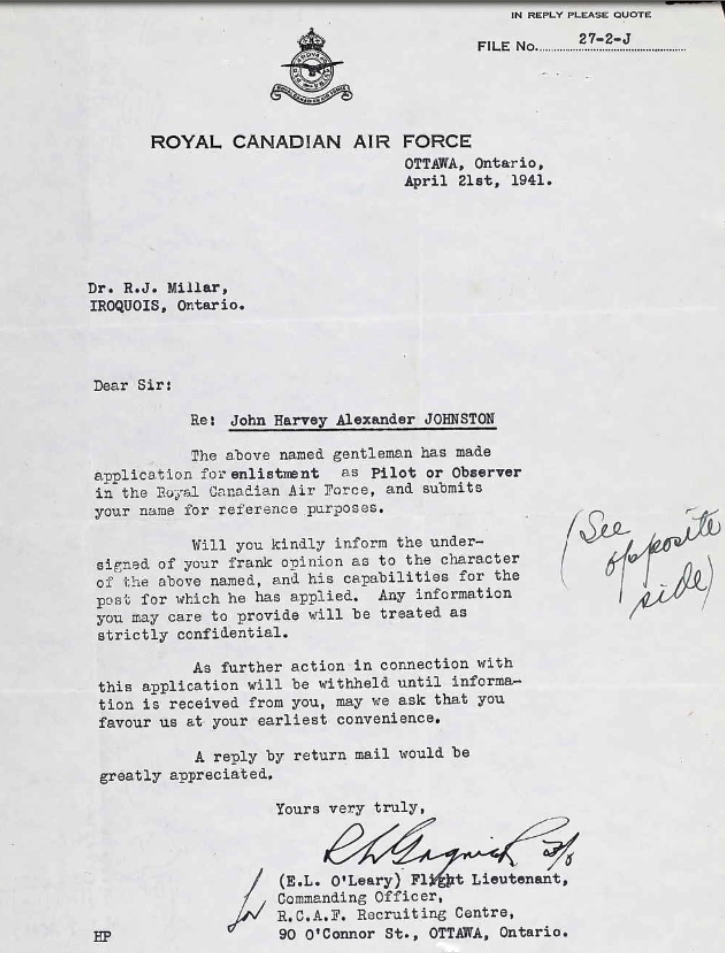 IN REPLY PLEASE QUOTE
FILE No. 27-2-J
ROYAL CANADIAN AIR FORCE
OTTAWA, Ontario,
April 21st, 1941.
Dr. R.J. Millar,
IROQUOIS, Ontario.
Dear Sir:
Re: John Harvey Alexander JOHNSTON
The above named gentleman has made
application for enlistment as Pilot or Observer
in the Royal Canadian Air Force, and submits
your name for reference purposes.
Will you kindly inform the under-
signed of your frank opinion as to the character
of the above named, and his capabilities for the
post for which he has applied. Any information
you may care to provide will be treated as
strictly confidential.
(See
opposite
side)
As further action in connection with
this application will be withheld until informa-
tion is received from you, may we ask that you
favour us at your earliest convenience.
A reply by return mail would be
greatly appreciated.
Yours very truly,
for (E.L. O'Leary) Flight Lieutenant,
Commanding Officer,
R.C.A.F. Recruiting Centre,
HP 90 O'Connor St., OTTAWA, Ontario.